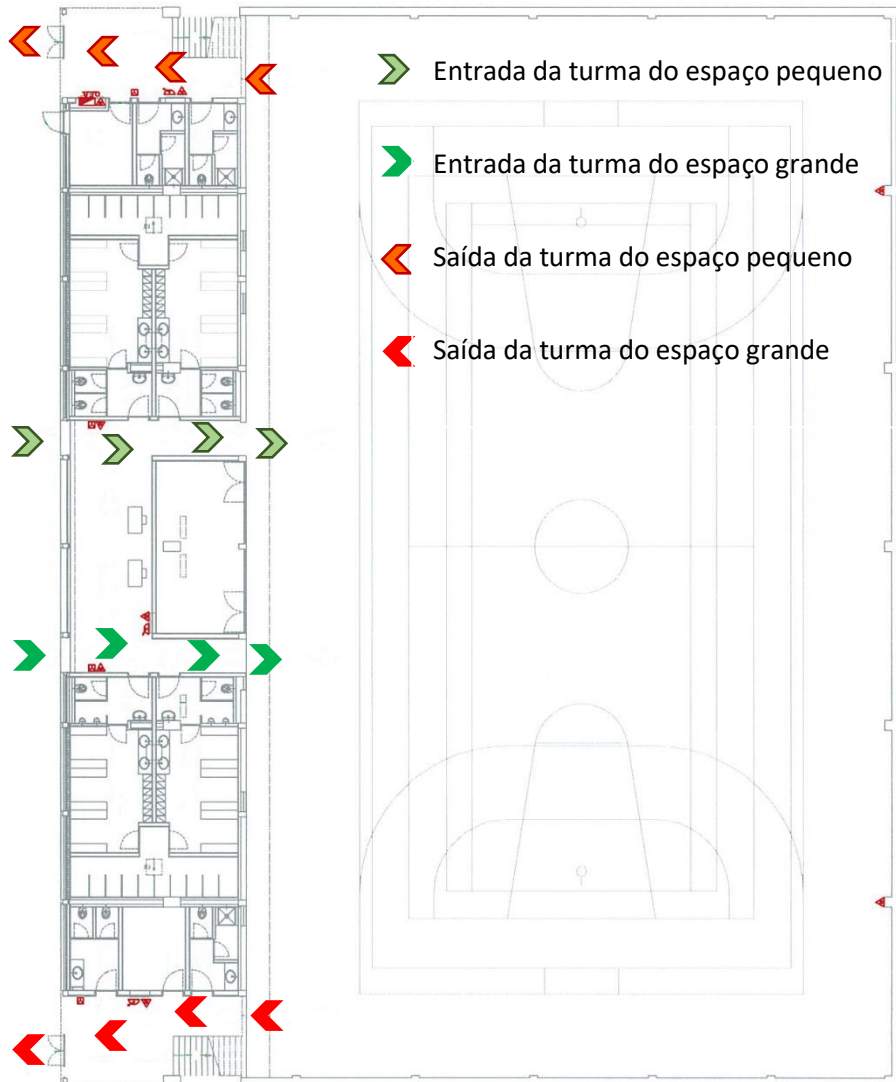 Entrada da turma do espaço pequeno
Entrada da turma do espaço grande
Saída da turma do espaço pequeno
Saída da turma do espaço grande